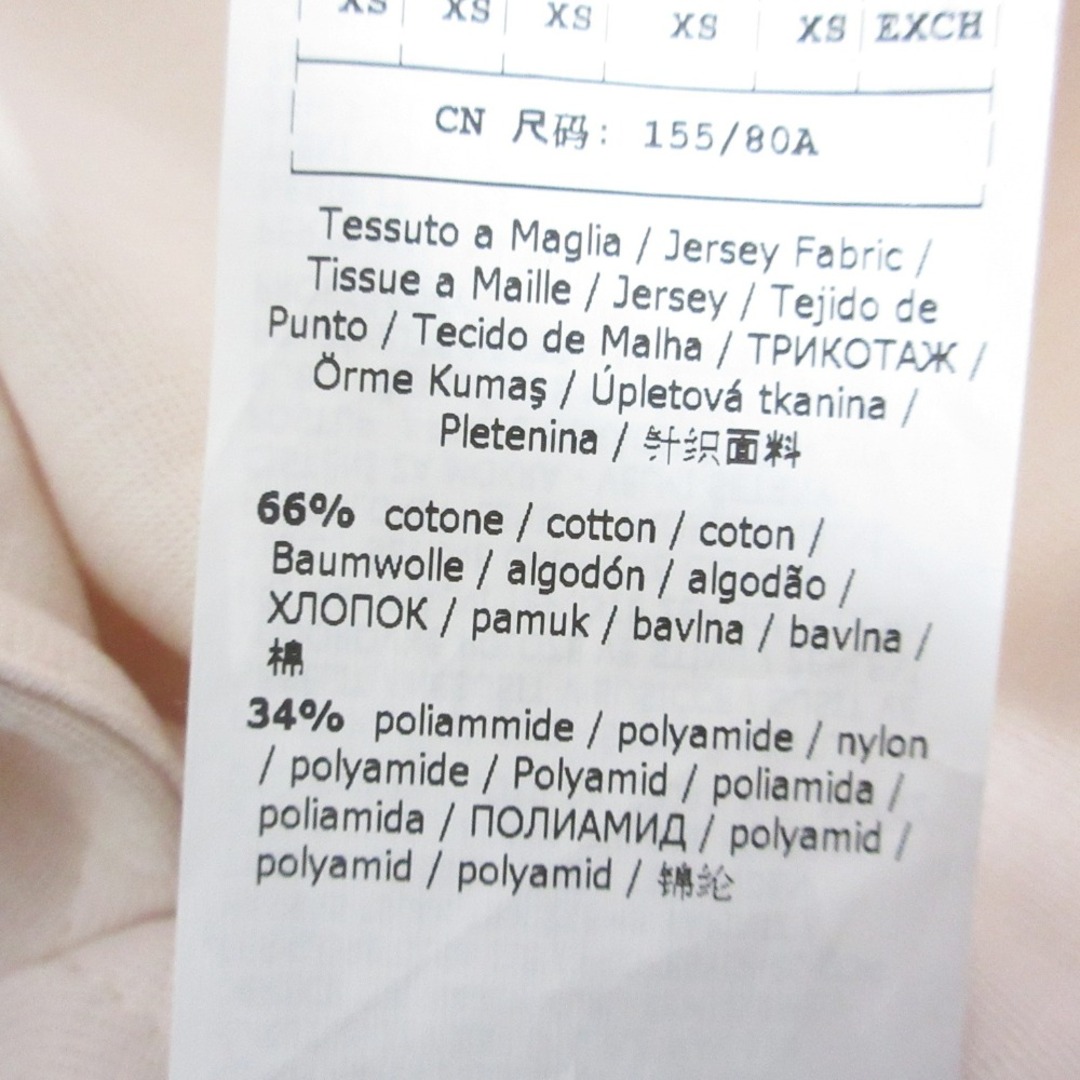 XS XS XS XS XS EXCH
CN 尺码: 155/80A
Tessuto a Maglia / Jersey Fabric /
Tissue a Maille / Jersey / Tejido de
Punto / Tecido de Malha / ТРИКОТАЖ /
Örme Kumaş / Úpletová tkanina /
Pletenina / 针织面料
66% cotone / cotton / coton /
Baumwolle / algodón / algodão /
ХЛОПОК / pamuk / bavlna / bavlna /
棉
34% poliammide / polyamide / nylon
/ polyamide / Polyamid / poliamida /
poliamida / ПОЛИАМИД / polyamid /
polyamid / polyamid / 锦纶